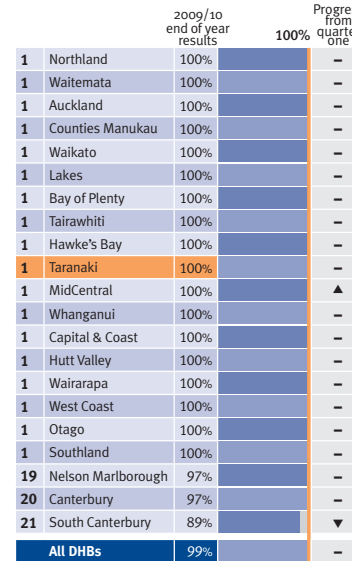 2009/10
end of year
results
100%
Progres
from
quarte
one
1 Northland 100% –
1 Waitemata 100% –
1 Auckland 100% –
1 Counties Manukau 100% –
1 Waikato 100% –
1 Lakes 100% –
1 Bay of Plenty 100% –
1 Tairawhiti 100% –
1 Hawke's Bay 100% –
1 Taranaki 100% –
1 MidCentral 100% ▲
1 Whanganui 100% –
1 Capital & Coast 100% –
1 Hutt Valley 100% –
1 Wairarapa 100% –
1 West Coast 100% –
1 Otago 100% –
1 Southland 100% –
19 Nelson Marlborough 97% –
20 Canterbury 97% –
21 South Canterbury 89% ▼
All DHBs 99% –